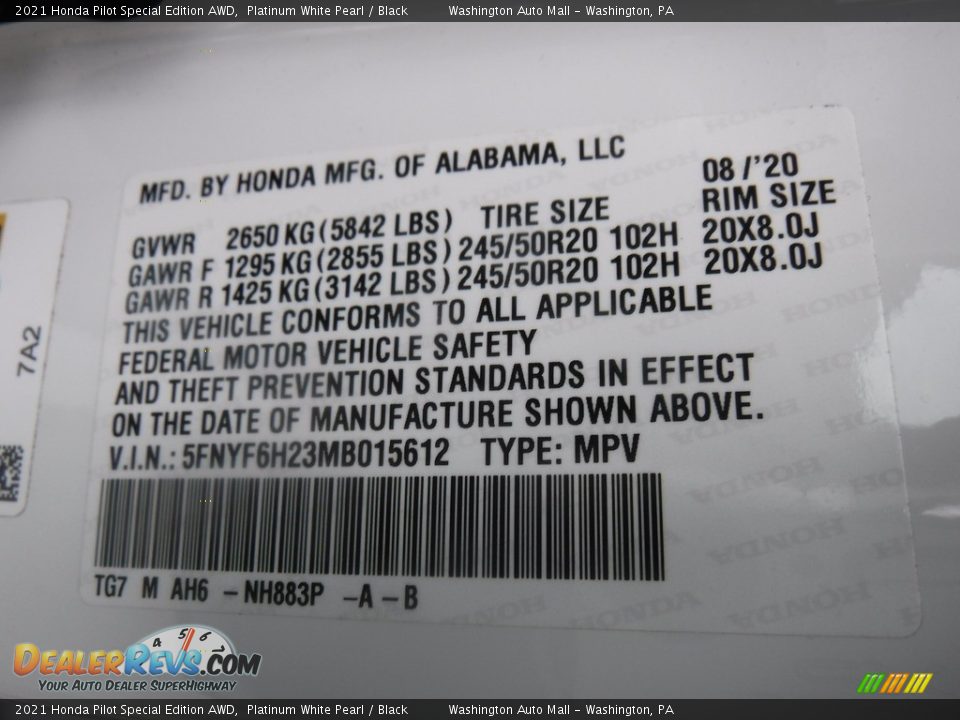 2021 Honda Pilot Special Edition AWD, Platinum White Pearl / Black Washington Auto Mall - Washington, PA
MFD. BY HONDA MFG. OF ALABAMA, LLC 08 /'20
GVWR 2650 KG (5842 LBS) TIRE SIZE RIM SIZE
GAWR F 1295 KG (2855 LBS) 245/50R20 102H 20X8.0J
GAWR R 1425 KG (3142 LBS) 245/50R20 102H 20X8.0J
THIS VEHICLE CONFORMS TO ALL APPLICABLE
FEDERAL MOTOR VEHICLE SAFETY
AND THEFT PREVENTION STANDARDS IN EFFECT
ON THE DATE OF MANUFACTURE SHOWN ABOVE.
V.I.N.: 5FNYF6H23MB015612 TYPE: MPV
TG7 M AH6 - NH883P -A - B
7A2
4 5 6
DEALERREVS.COM
YOUR AUTO DEALER SUPERHIGHWAY
2021 Honda Pilot Special Edition AWD, Platinum White Pearl / Black Washington Auto Mall - Washington, PA